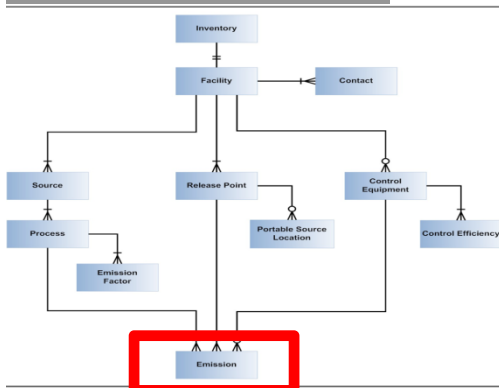 Inventory
Facility
Contact
Source
Release Point
Control
Equipment
Process
Portable Source
Location
Control Efficiency
Emission
Factor
Emission